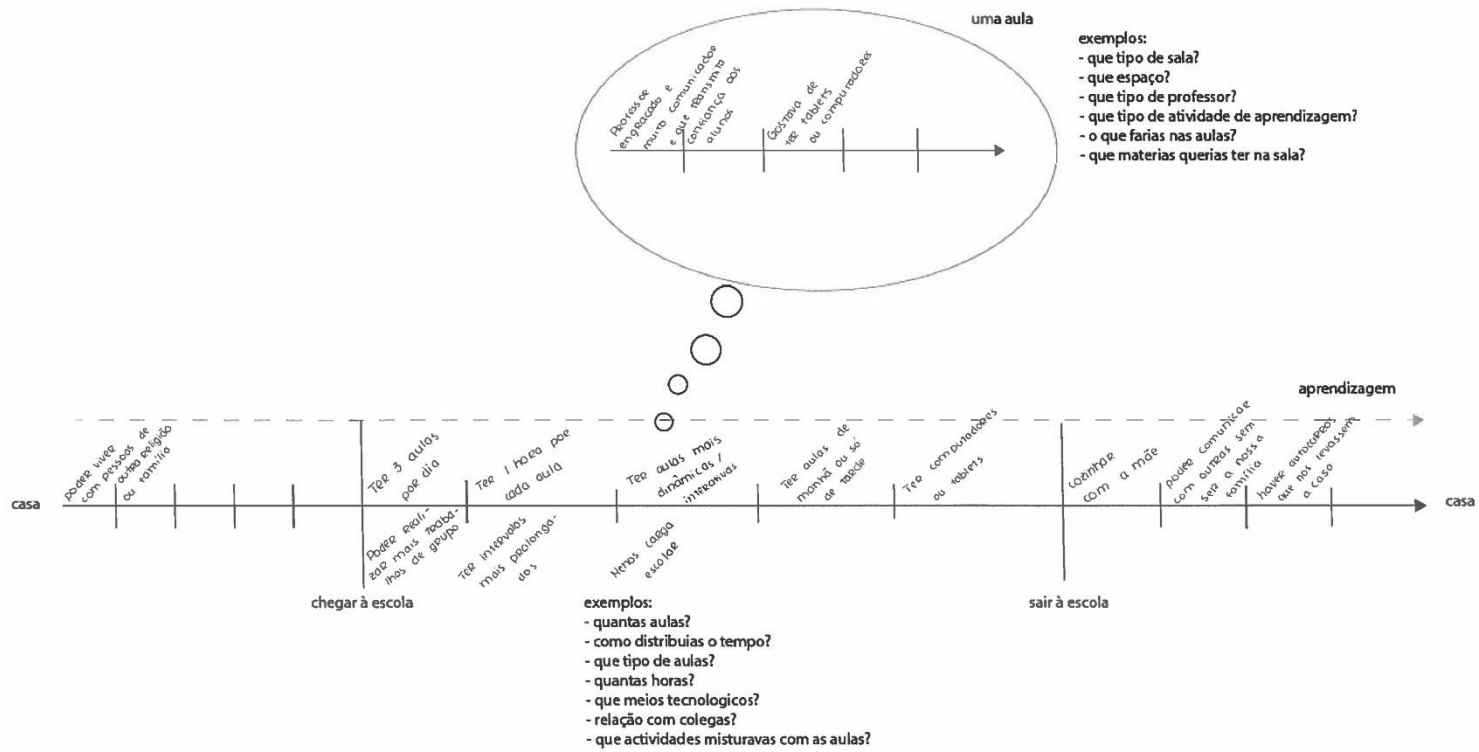 uma aula
exemplos:
- que tipo de sala?
- que espaço?
- que tipo de professor?
- que tipo de atividade de aprendizagem?
- o que farias nas aulas?
- que materias querias ter na sala?
Professor
engraçado e
muito comunicador
e que transmita
confiança aos
alunos
Gostava de
ter tablets
ou computadores
aprendizagem
casa
poder viver
com pessoas de
outra religião
ou família
Ter 3 aulas
por dia
Ter 1 hora por
cada aula
Ter aulas mais
dinâmicas /
interativas
Ter aulas de
manhã ou só
de tarde
Ter computadores
ou tablets
cozinhar
com a mãe
poder comunicar
com outras sem
ser a nossa
família
haver autocarros
que nos levassem
a casa
casa
Poder reali-
zar mais traba-
lhos de grupo
Ter intervalos
mais prolonga-
dos
Menos carga
escolar
chegar à escola
sair à escola
exemplos:
- quantas aulas?
- como distribuias o tempo?
- que tipo de aulas?
- quantas horas?
- que meios tecnologicos?
- relação com colegas?
- que actividades misturavas com as aulas?